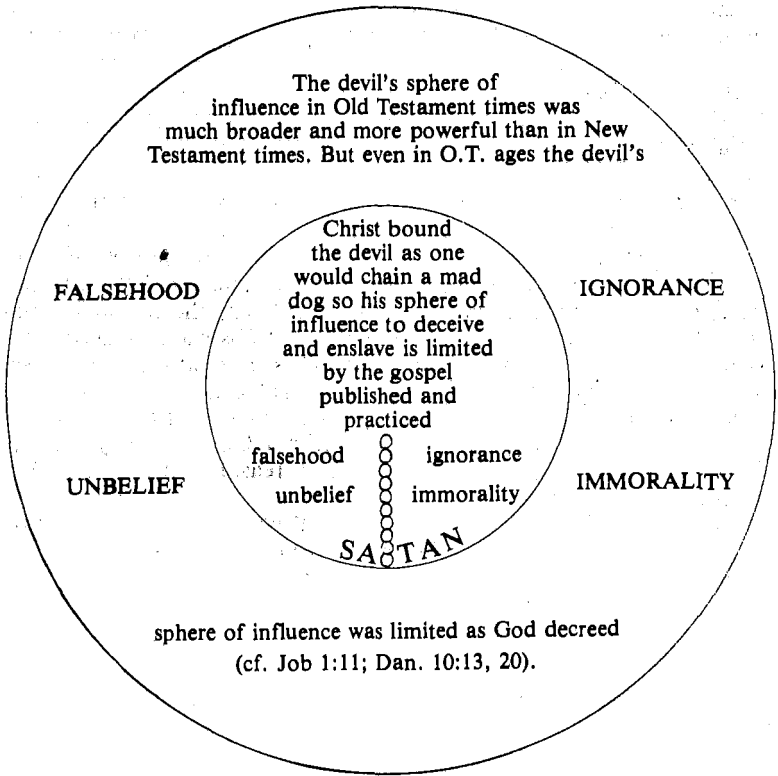 The devil's sphere of
influence in Old Testament times was
much broader and more powerful than in New
Testament times. But even in O.T. ages the devil's
Christ bound
the devil as one
would chain a mad
dog so his sphere of
influence to deceive
and enslave is limited
by the gospel
published and
practiced
FALSEHOOD
IGNORANCE
falsehood
ignorance
UNBELIEF
IMMORALITY
unbelief
immorality
SATAN
sphere of influence was limited as God decreed
(cf. Job 1:11; Dan. 10:13, 20).